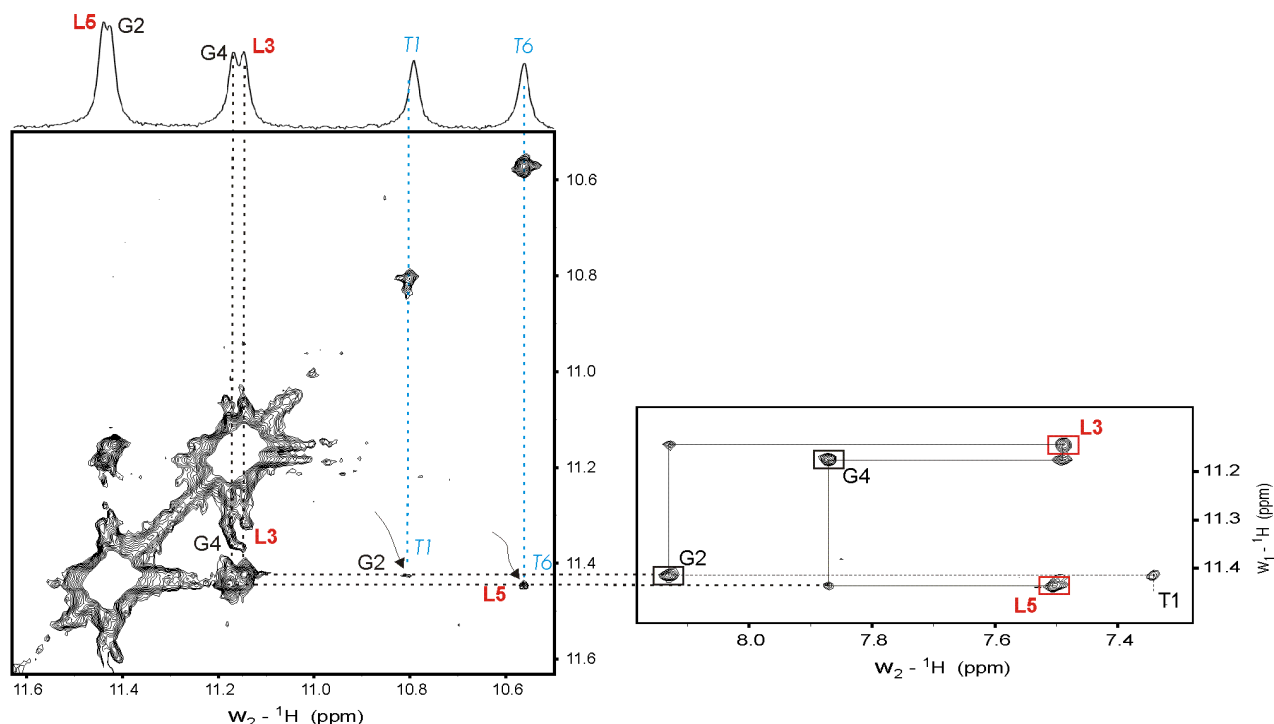 L5 G2
G4 L3
T1
T6
10.6
10.8
11.0
11.2
11.4
11.6
G4 L3
G2 T1
L5 T6
11.6 11.4 11.2 11.0 10.8 10.6
w₂ - ¹H (ppm)
L3
G4
G2
L5
T1
11.2
11.3
11.4
w₁ - ¹H (ppm)
8.0 7.8 7.6 7.4
w₂ - ¹H (ppm)